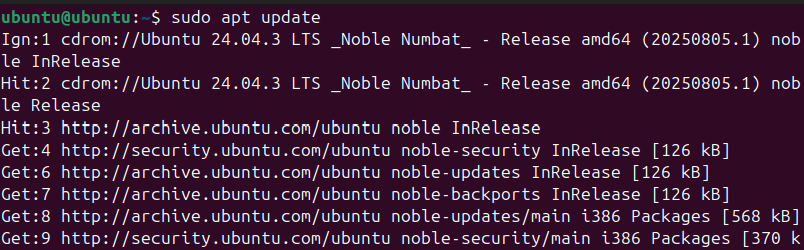 ubuntu@ubuntu:~$ sudo apt update
Ign:1 cdrom://Ubuntu 24.04.3 LTS _Noble Numbat_ - Release amd64 (20250805.1) nob
le InRelease
Hit:2 cdrom://Ubuntu 24.04.3 LTS _Noble Numbat_ - Release amd64 (20250805.1) nob
le Release
Hit:3 http://archive.ubuntu.com/ubuntu noble InRelease
Get:4 http://security.ubuntu.com/ubuntu noble-security InRelease [126 kB]
Get:6 http://archive.ubuntu.com/ubuntu noble-updates InRelease [126 kB]
Get:7 http://archive.ubuntu.com/ubuntu noble-backports InRelease [126 kB]
Get:8 http://archive.ubuntu.com/ubuntu noble-updates/main i386 Packages [568 kB]
Get:9 http://security.ubuntu.com/ubuntu noble-security/main i386 Packages [370 k